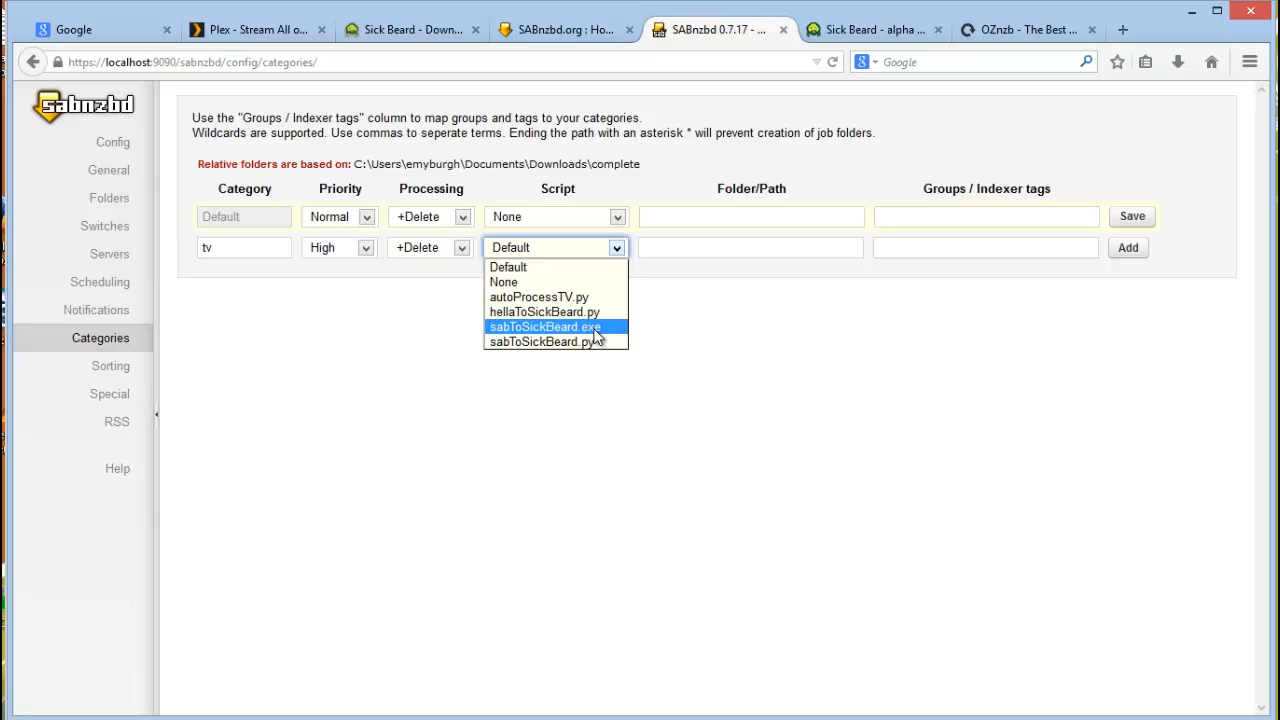 Google
Plex - Stream All o...
Sick Beard - Down...
SABnzbd.org : Ho...
SABnzbd 0.7.17 - ...
Sick Beard - alpha ...
OZnzb - The Best ...
https://localhost:9090/sabnzbd/config/categories/
Google
sabnzbd
Config
General
Folders
Switches
Servers
Scheduling
Notifications
Categories
Sorting
Special
RSS
Help
Use the "Groups / Indexer tags" column to map groups and tags to your categories.
Wildcards are supported. Use commas to seperate terms. Ending the path with an asterisk * will prevent creation of job folders.
Relative folders are based on: C:\Users\emyburgh\Documents\Downloads\complete
Category Priority Processing Script Folder/Path Groups / Indexer tags
Default Normal +Delete None Save
tv High +Delete Default Add
Default
None
autoProcessTV.py
hellaToSickBeard.py
sabToSickBeard.exe
sabToSickBeard.py